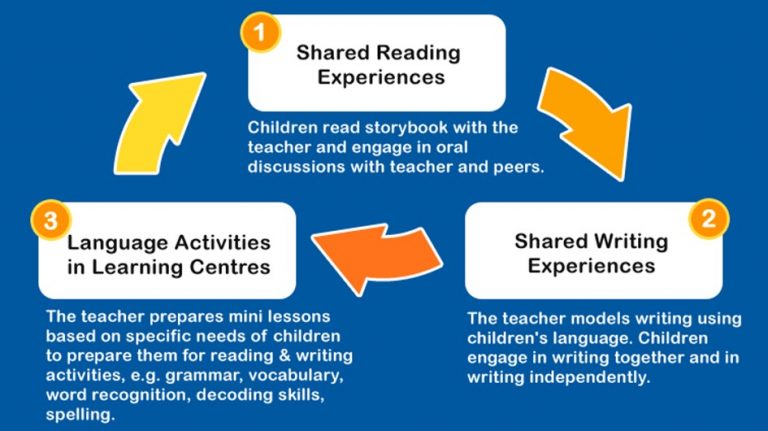 1
Shared Reading
Experiences
Children read storybook with the
teacher and engage in oral
discussions with teacher and peers.
2
Shared Writing
Experiences
The teacher models writing using
children's language. Children
engage in writing together and in
writing independently.
3
Language Activities
in Learning Centres
The teacher prepares mini lessons
based on specific needs of children
to prepare them for reading & writing
activities, e.g. grammar, vocabulary,
word recognition, decoding skills,
spelling.